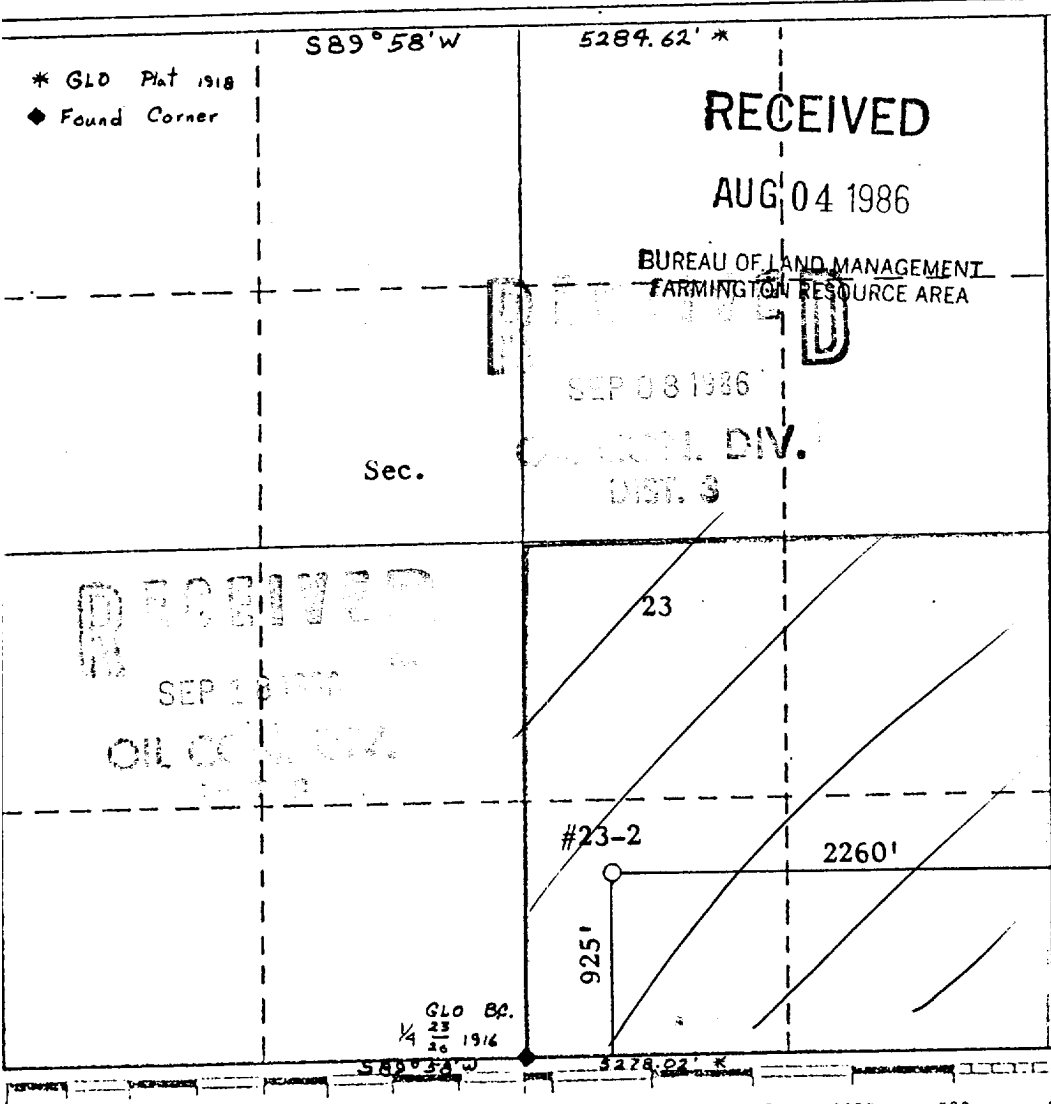 S89°58'W 5284.62' *
* GLO Plat 1918
◆ Found Corner
RECEIVED
AUG 04 1986
BUREAU OF LAND MANAGEMENT
FARMINGTON RESOURCE AREA
SEP 08 1986
DIV.
DIST. 3
Sec.
23
RECEIVED
SEP
OIL
#23-2
2260'
925'
GLO BC.
1/4 23/26 1916
S89°58'W 5278.02' *